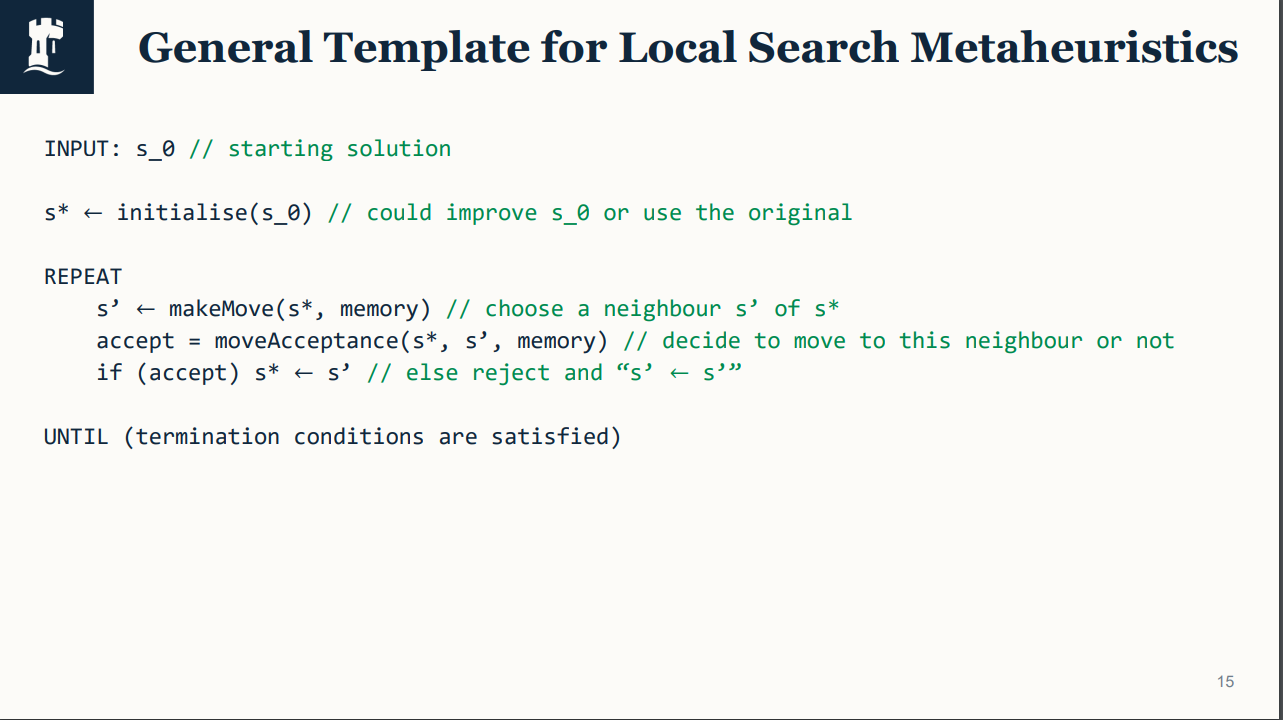 General Template for Local Search Metaheuristics
INPUT: s_0 // starting solution
s* ← initialise(s_0) // could improve s_0 or use the original
REPEAT
s’ ← makeMove(s*, memory) // choose a neighbour s’ of s*
accept = moveAcceptance(s*, s’, memory) // decide to move to this neighbour or not
if (accept) s* ← s’ // else reject and “s’ ← s’”
UNTIL (termination conditions are satisfied)
15